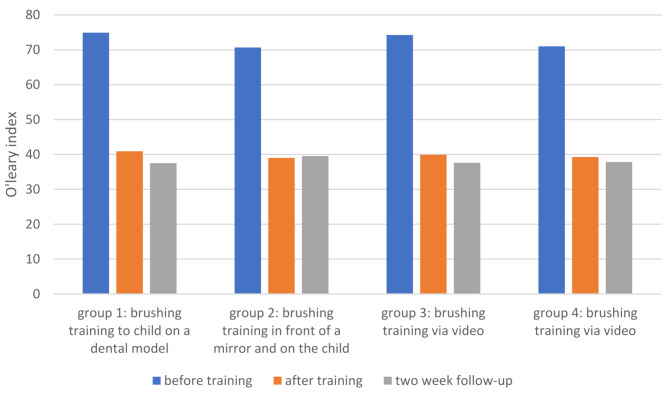 80
70
60
50
40
30
20
10
0
O'leary index
group 1: brushing
training to child on a
dental model
group 2: brushing
training in front of a
mirror and on the child
group 3: brushing
training via video
group 4: brushing
training via video
before training
after training
two week follow-up